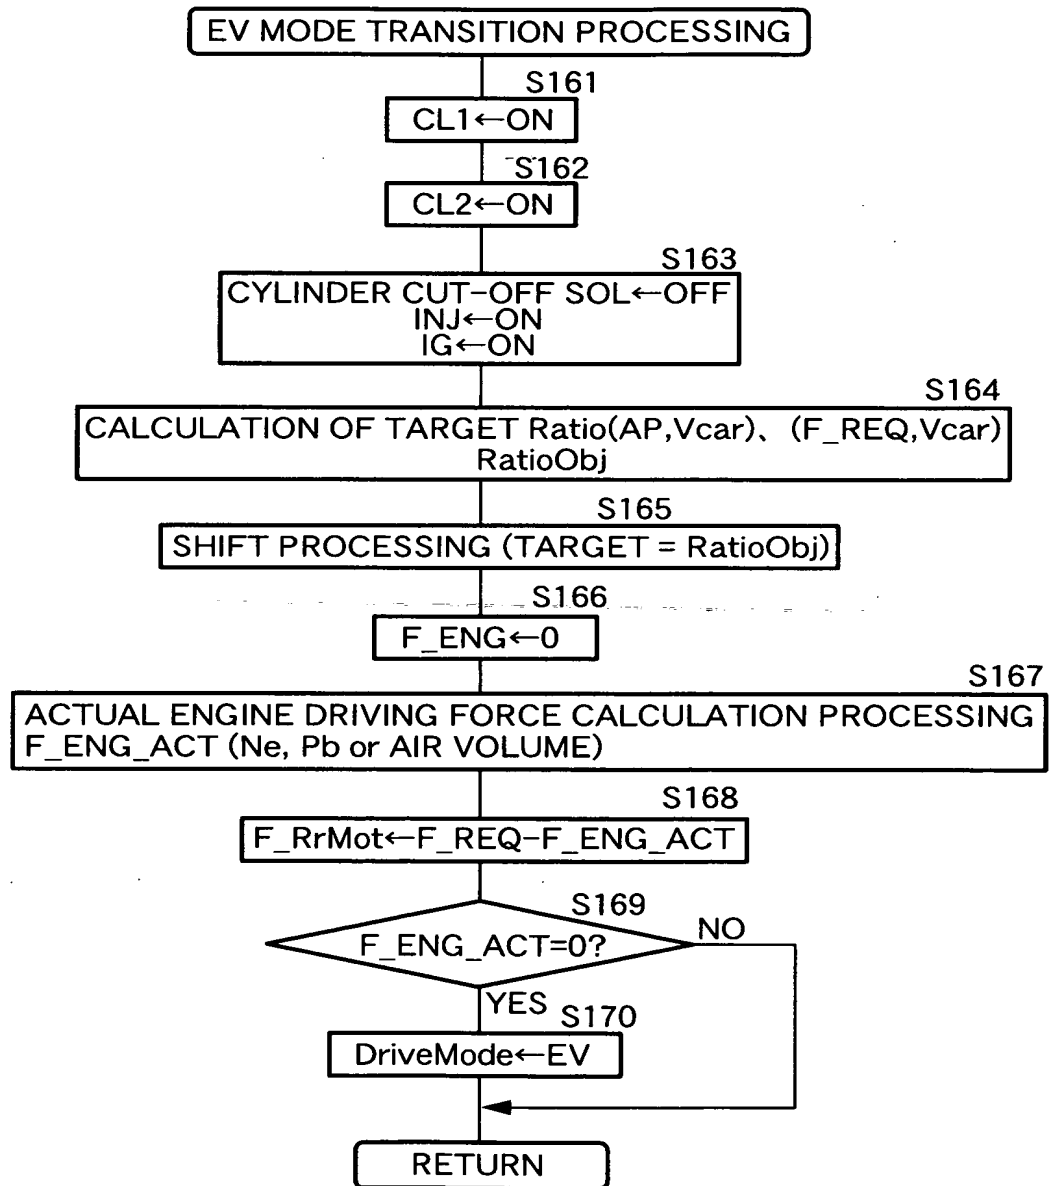 EV MODE TRANSITION PROCESSING
S161
CL1←ON
S162
CL2←ON
S163
CYLINDER CUT-OFF SOL←OFF
INJ←ON
IG←ON
S164
CALCULATION OF TARGET Ratio(AP,Vcar)、(F_REQ,Vcar)
RatioObj
S165
SHIFT PROCESSING (TARGET = RatioObj)
S166
F_ENG←0
S167
ACTUAL ENGINE DRIVING FORCE CALCULATION PROCESSING
F_ENG_ACT (Ne, Pb or AIR VOLUME)
S168
F_RrMot←F_REQ-F_ENG_ACT
S169
F_ENG_ACT=0?
NO
YES
S170
DriveMode←EV
RETURN